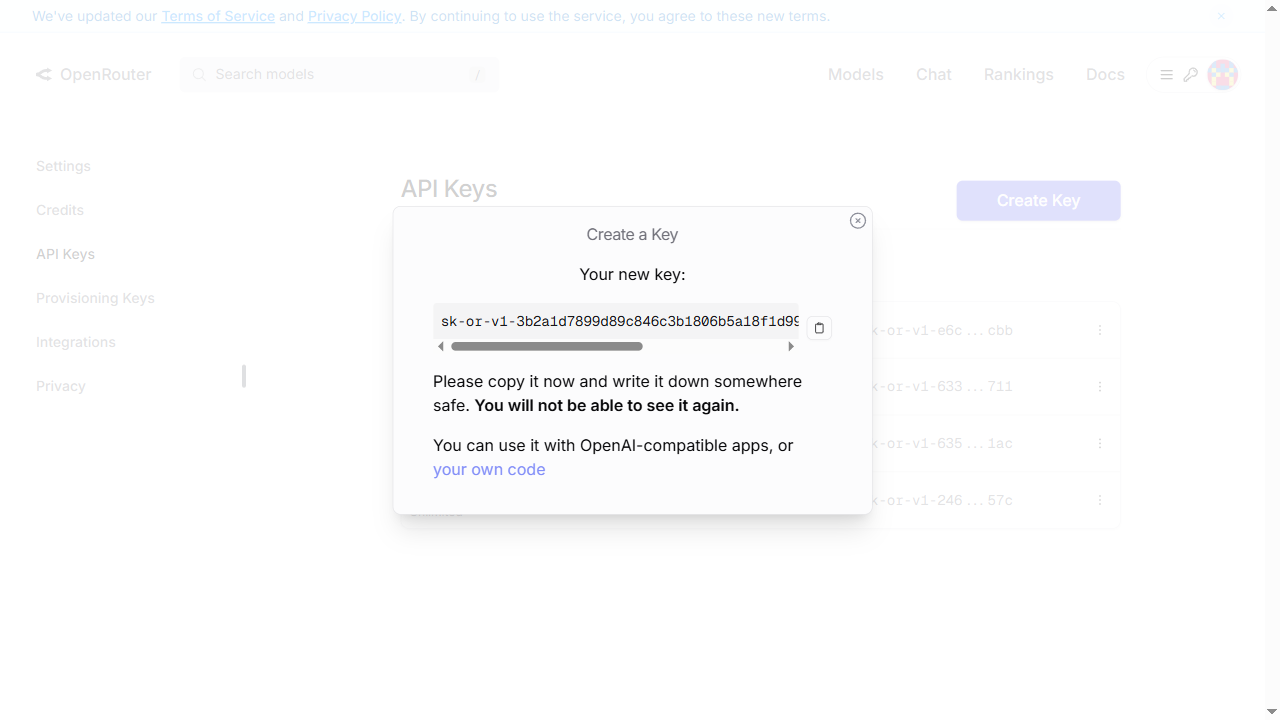 We've updated our Terms of Service and Privacy Policy. By continuing to use the service, you agree to these new terms.
OpenRouter
Search models
/
Models
Chat
Rankings
Docs
Settings
Credits
API Keys
Provisioning Keys
Integrations
Privacy
API Keys
Create Key
Create a Key
Your new key:
sk-or-v1-3b2a1d7899d89c846c3b1806b5a18f1d99
Please copy it now and write it down somewhere
safe. You will not be able to see it again.
You can use it with OpenAI-compatible apps, or
your own code
k-or-v1-e6c...cbb
k-or-v1-633...711
k-or-v1-635...1ac
k-or-v1-246...57c